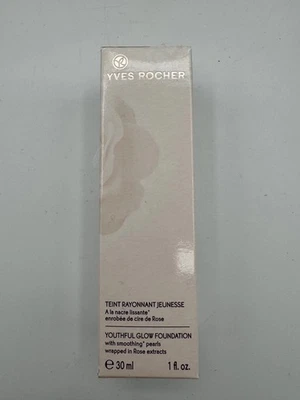 YVES ROCHER
TEINT RAYONNANT JEUNESSE
A la nacre lissante*
enrobée de cire de Rose
YOUTHFUL GLOW FOUNDATION
with smoothing* pearls
wrapped in Rose extracts
℮ 30 ml 1 fl. oz.